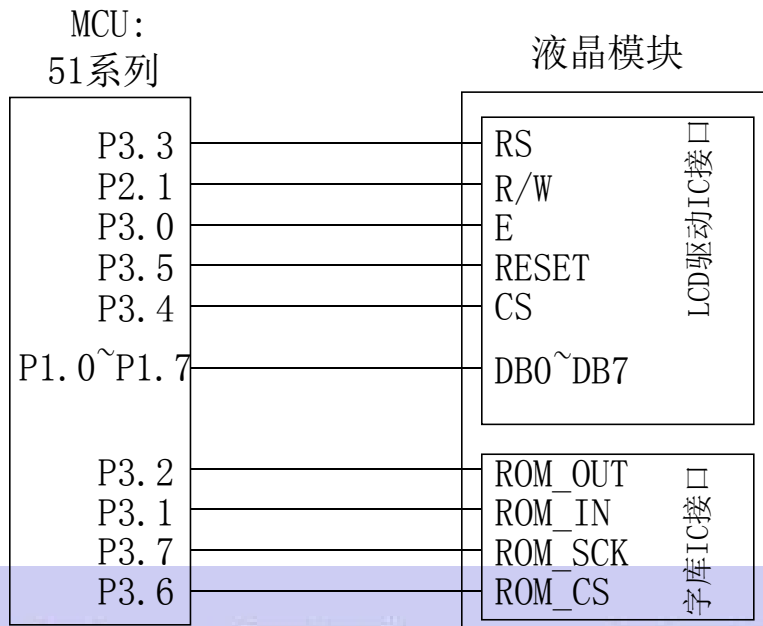 MCU:
51系列
液晶模块
P3.3 RS
P2.1 R/W
P3.0 E
P3.5 RESET
P3.4 CS
P1.0~P1.7 DB0~DB7
LCD驱动IC接口
P3.2 ROM_OUT
P3.1 ROM_IN
P3.7 ROM_SCK
P3.6 ROM_CS
字库IC接口